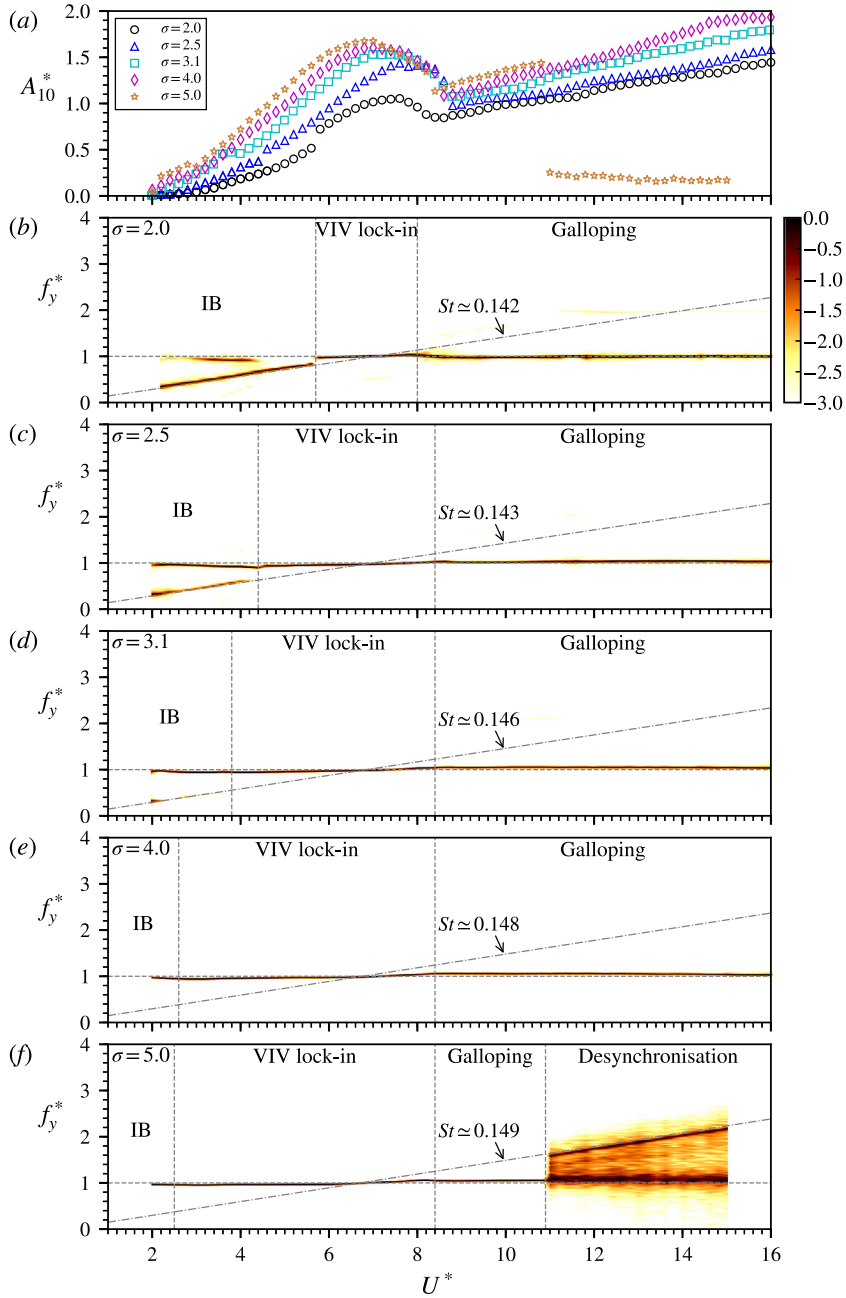 (a)
2.0
1.5
1.0
0.5
0.0
A*10
σ=2.0
σ=2.5
σ=3.1
σ=4.0
σ=5.0
(b)
4
3
2
1
0
f*y
σ=2.0
VIV lock-in
Galloping
IB
St≃0.142
0.0
−0.5
−1.0
−1.5
−2.0
−2.5
−3.0
(c)
4
3
2
1
0
f*y
σ=2.5
VIV lock-in
Galloping
IB
St≃0.143
(d)
4
3
2
1
0
f*y
σ=3.1
VIV lock-in
Galloping
IB
St≃0.146
(e)
4
3
2
1
0
f*y
σ=4.0
VIV lock-in
Galloping
IB
St≃0.148
(f)
4
3
2
1
0
f*y
σ=5.0
VIV lock-in
Galloping
Desynchronisation
IB
St≃0.149
2 4 6 8 10 12 14 16
U*